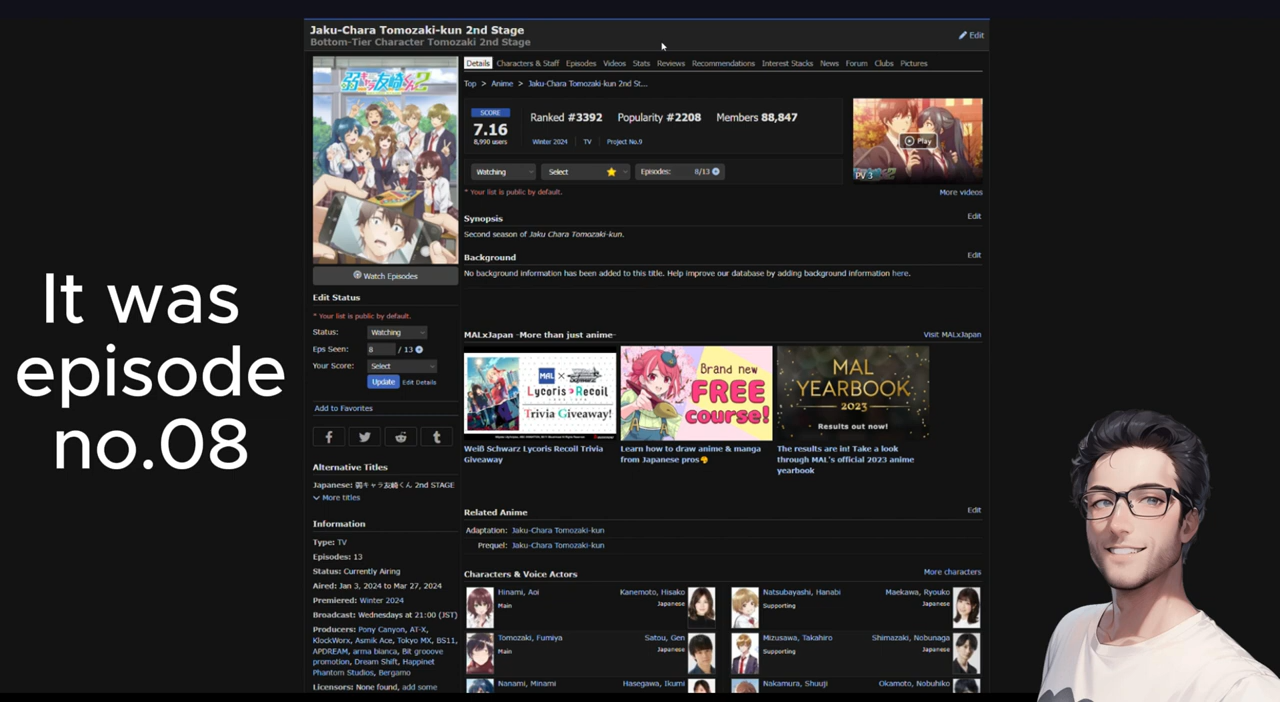 Jaku-Chara Tomozaki-kun 2nd Stage
Bottom-Tier Character Tomozaki 2nd Stage
Edit
弱キャラ友崎くん2
Watch Episodes
Edit Status
* Your list is public by default.
Status: Watching
Eps Seen: 8 / 13
Your Score: Select
Update Edit Details
Add to Favorites
Alternative Titles
Japanese: 弱キャラ友崎くん 2nd STAGE
More titles
Information
Type: TV
Episodes: 13
Status: Currently Airing
Aired: Jan 3, 2024 to Mar 27, 2024
Premiered: Winter 2024
Broadcast: Wednesdays at 21:00 (JST)
Producers: Pony Canyon, AT-X,
KlockWorx, Asmik Ace, Tokyo MX, BS11,
APDREAM, arma bianca, Bit grooove
promotion, Dream Shift, Happinet
Phantom Studios, Bergamo
Licensors: None found, add some
Details Characters & Staff Episodes Videos Stats Reviews Recommendations Interest Stacks News Forum Clubs Pictures
Top > Anime > Jaku-Chara Tomozaki-kun 2nd St...
SCORE
7.16
8,990 users
Ranked #3392 Popularity #2208 Members 88,847
Winter 2024 TV Project No.9
Watching Select Episodes: 8/13
* Your list is public by default.
Play
PV 3
More videos
Synopsis Edit
Second season of Jaku Chara Tomozaki-kun.
Background Edit
No background information has been added to this title. Help improve our database by adding background information here.
MALxJapan -More than just anime- Visit MALxJapan
MAL x
Lycoris Recoil
Trivia Giveaway!
Weiß Schwarz Lycoris Recoil Trivia
Giveaway
Brand new
FREE
course!
Learn how to draw anime & manga
from Japanese pros
MAL
YEARBOOK
2023
Results out now!
The results are in! Take a look
through MAL's official 2023 anime
yearbook
Related Anime Edit
Adaptation: Jaku-Chara Tomozaki-kun
Prequel: Jaku-Chara Tomozaki-kun
Characters & Voice Actors More characters
Hinami, Aoi Kanemoto, Hisako
Main Japanese
Natsubayashi, Hanabi Maekawa, Ryouko
Supporting Japanese
Tomozaki, Fumiya Satou, Gen
Main Japanese
Mizusawa, Takahiro Shimazaki, Nobunaga
Supporting Japanese
Nanami, Minami Hasegawa, Ikumi
Nakamura, Shuuji Okamoto, Nobuhiko
It was
episode
no.08